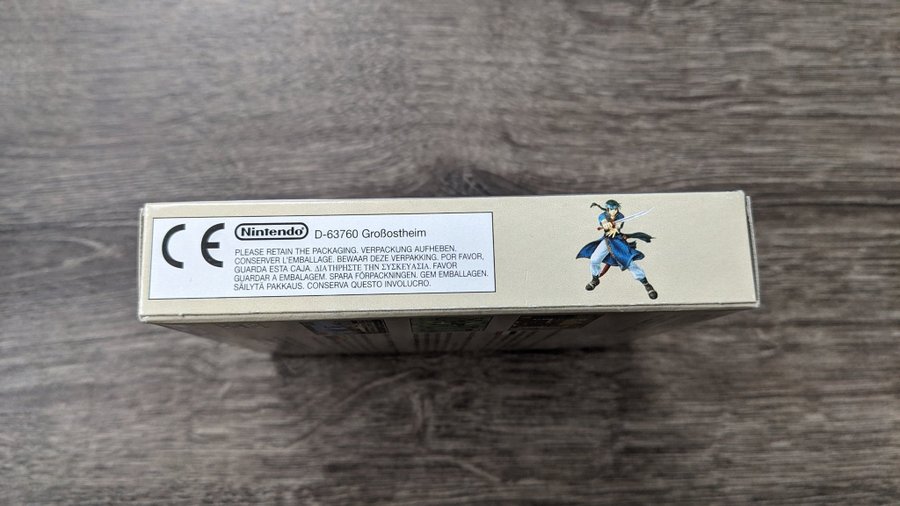 CE
Nintendo® D-63760 Großostheim
PLEASE RETAIN THE PACKAGING. VERPACKUNG AUFHEBEN.
CONSERVER L'EMBALLAGE. BEWAAR DEZE VERPAKKING. POR FAVOR,
GUARDA ESTA CAJA. ΔΙΑΤΗΡΗΣΤΕ ΤΗΝ ΣΥΣΚΕΥΑΣΙΑ. FAVOR
GUARDAR A EMBALAGEM. SPARA FÖRPACKNINGEN. GEM EMBALLAGEN.
SÄILYTÄ PAKKAUS. CONSERVA QUESTO INVOLUCRO.